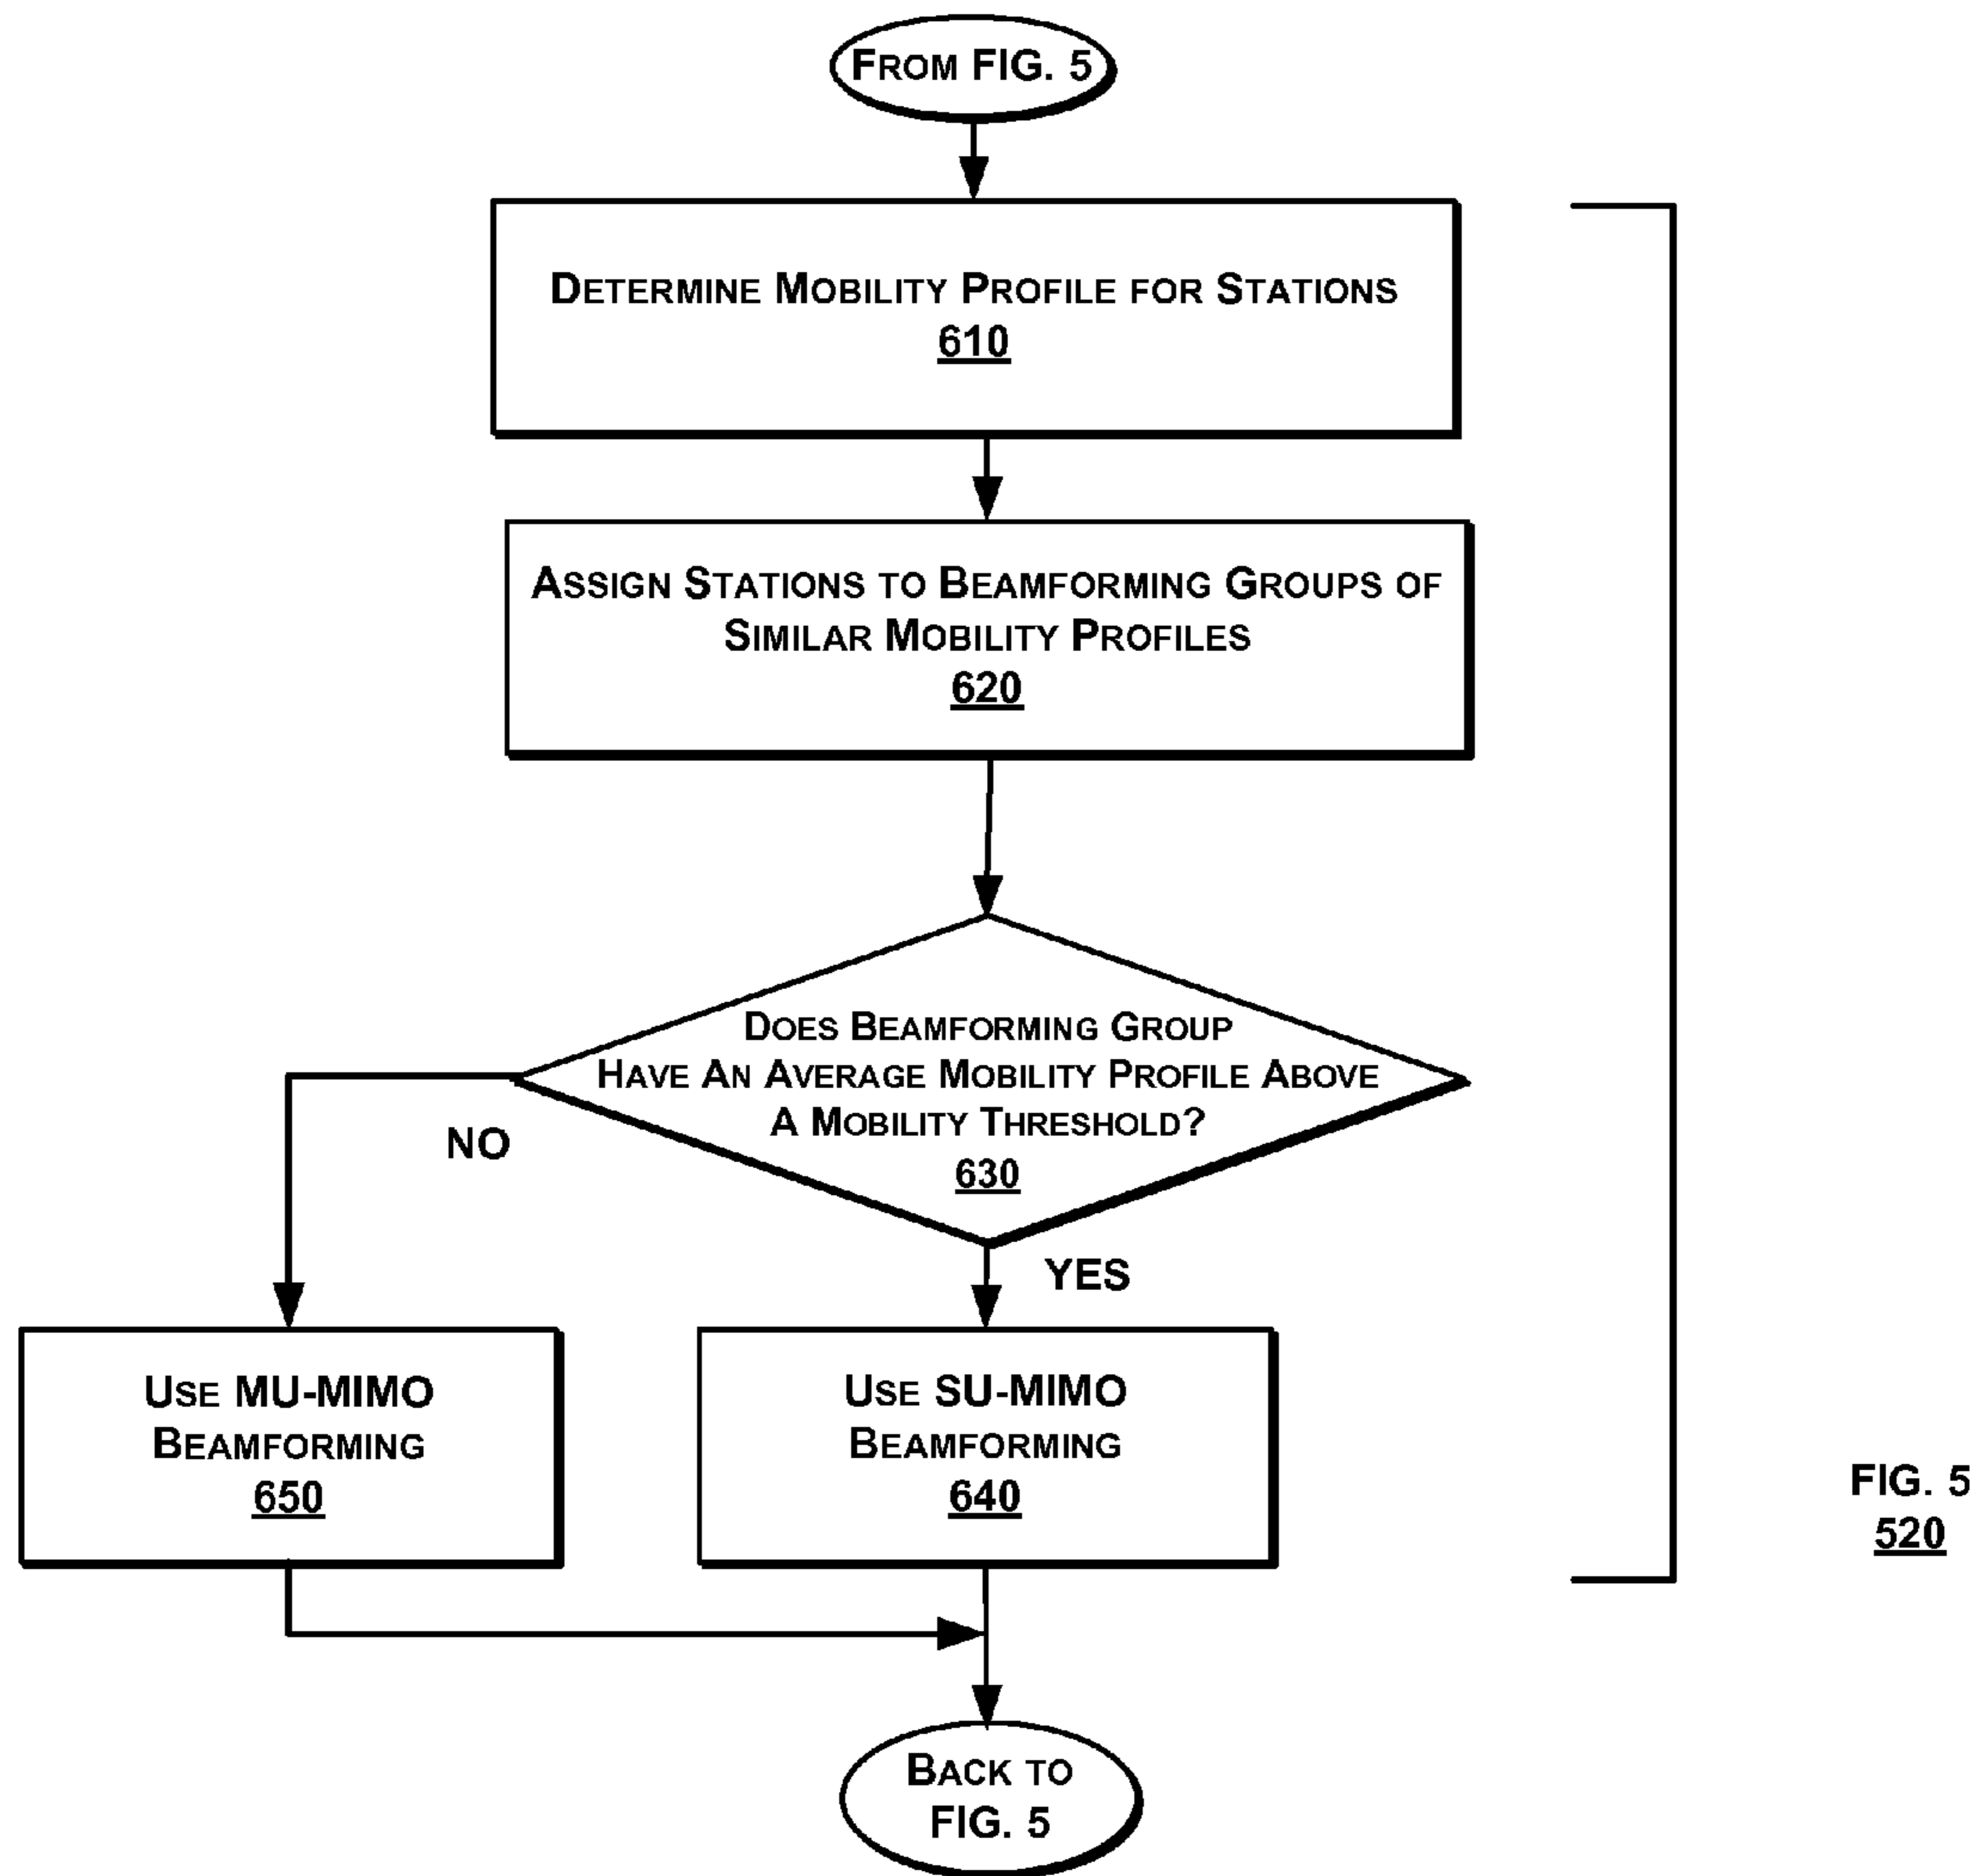 FROM FIG. 5
DETERMINE MOBILITY PROFILE FOR STATIONS
610
ASSIGN STATIONS TO BEAMFORMING GROUPS OF
SIMILAR MOBILITY PROFILES
620
DOES BEAMFORMING GROUP
HAVE AN AVERAGE MOBILITY PROFILE ABOVE
A MOBILITY THRESHOLD?
630
NO
YES
USE MU-MIMO
BEAMFORMING
650
USE SU-MIMO
BEAMFORMING
640
FIG. 5
520
BACK TO
FIG. 5